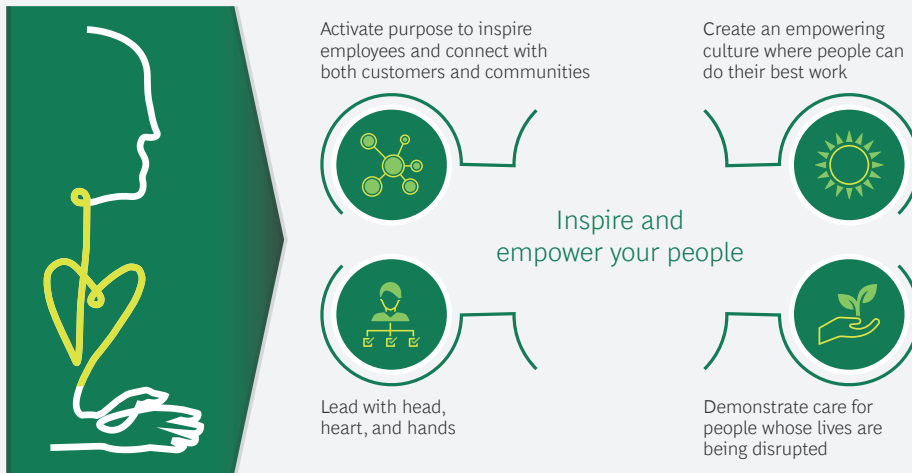 Activate purpose to inspire
employees and connect with
both customers and communities
Create an empowering
culture where people can
do their best work
Inspire and
empower your people
Lead with head,
heart, and hands
Demonstrate care for
people whose lives are
being disrupted